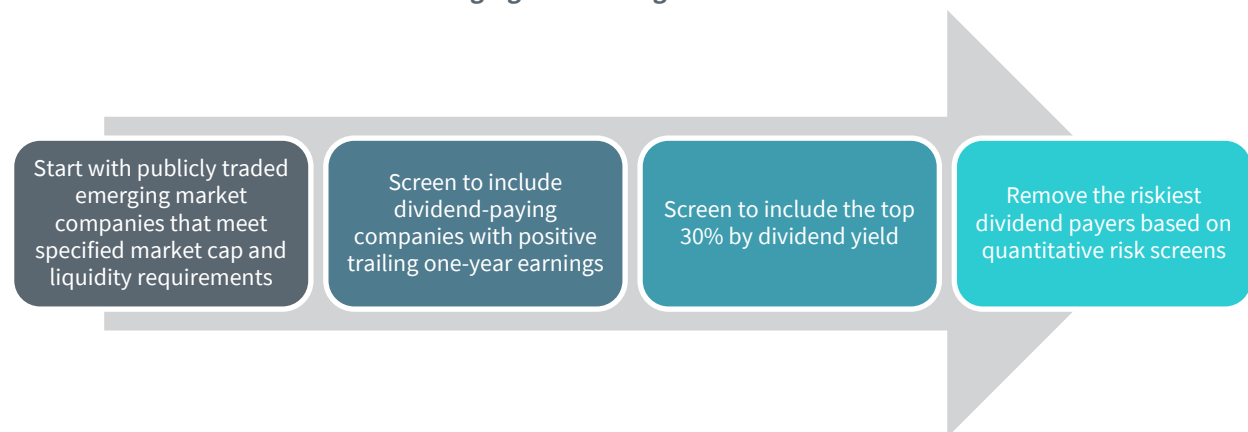 Start with publicly traded
emerging market
companies that meet
specified market cap and
liquidity requirements
Screen to include
dividend-paying
companies with positive
trailing one-year earnings
Screen to include the top
30% by dividend yield
Remove the riskiest
dividend payers based on
quantitative risk screens